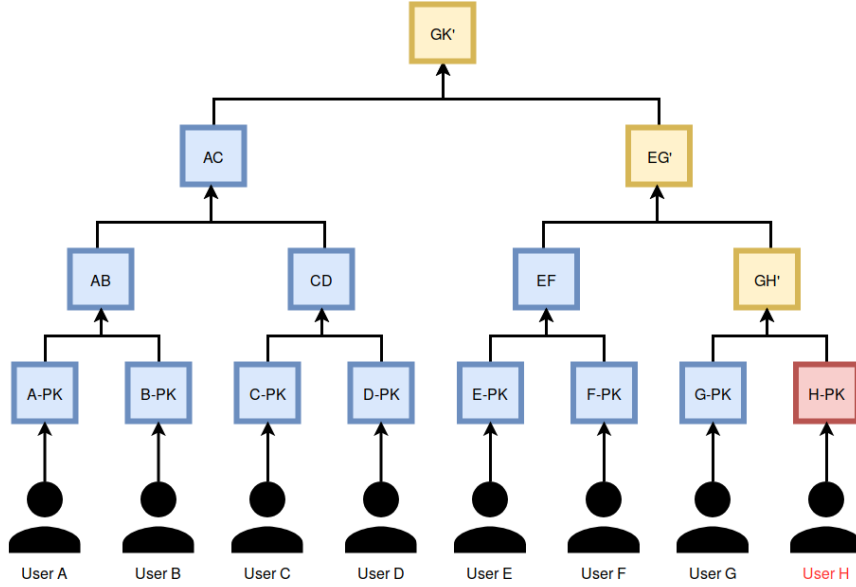 GK'
AC
EG'
AB
CD
EF
GH'
A-PK
B-PK
C-PK
D-PK
E-PK
F-PK
G-PK
H-PK
User A
User B
User C
User D
User E
User F
User G
User H